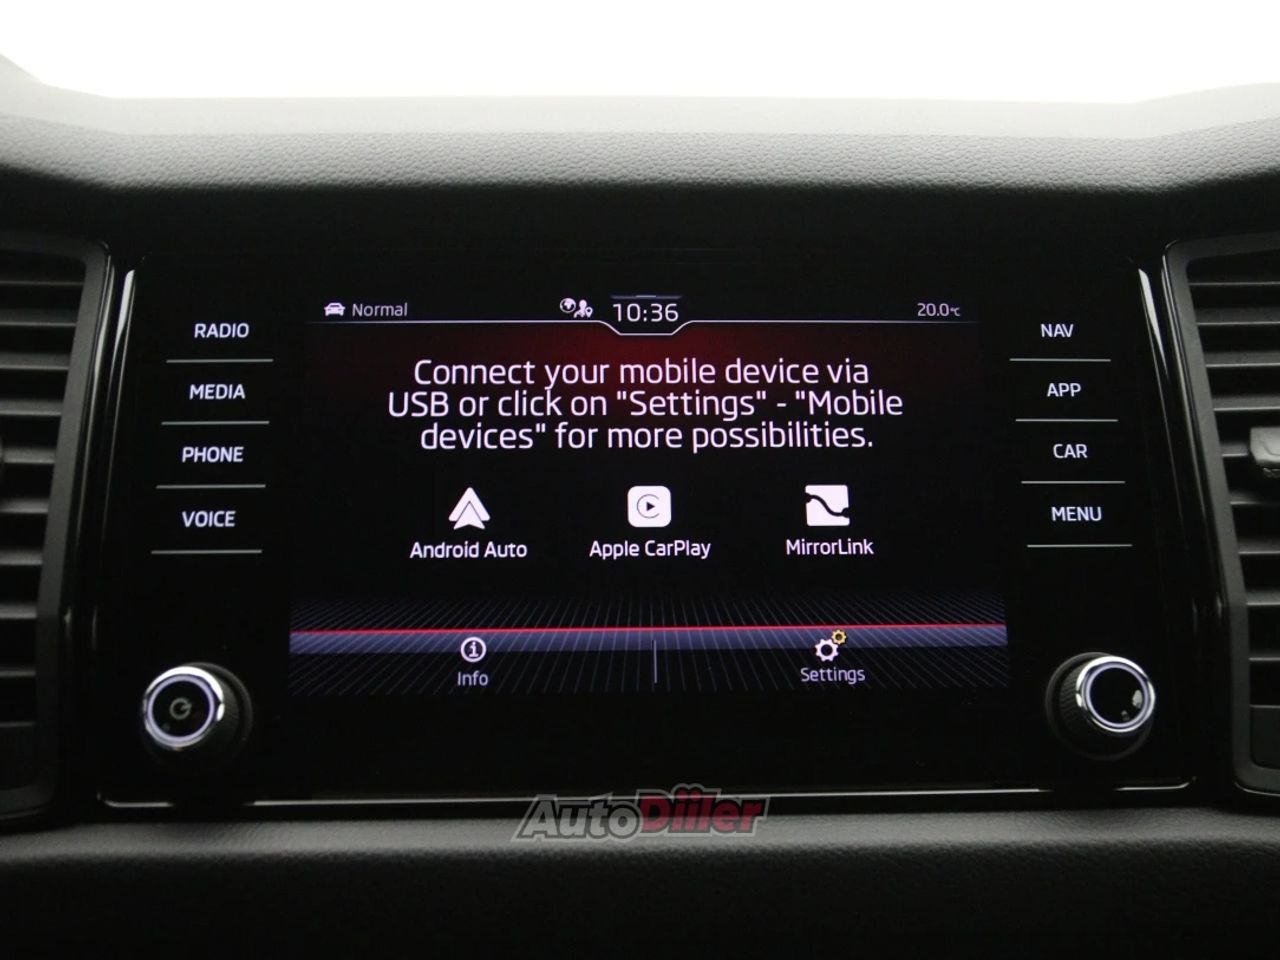 Normal
10:36
20.0°C
RADIO
MEDIA
PHONE
VOICE
Connect your mobile device via
USB or click on "Settings" - "Mobile
devices" for more possibilities.
Android Auto
Apple CarPlay
MirrorLink
Info
Settings
NAV
APP
CAR
MENU
AutoDiiler